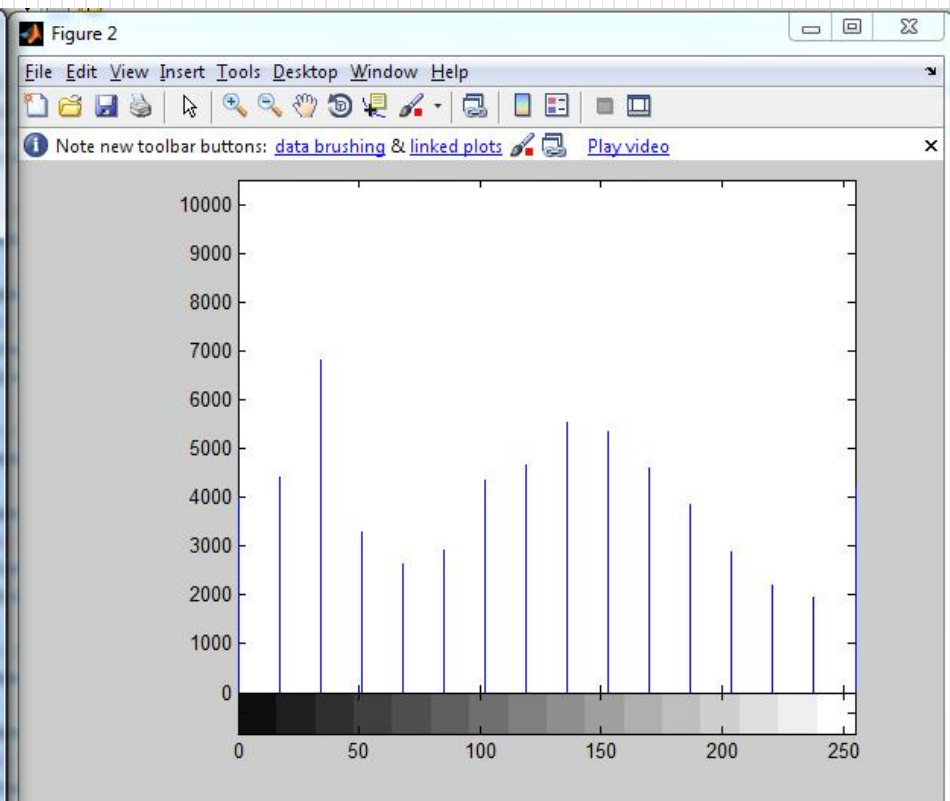 Figure 2
File Edit View Insert Tools Desktop Window Help
Note new toolbar buttons: data brushing & linked plots Play video
10000
9000
8000
7000
6000
5000
4000
3000
2000
1000
0
0 50 100 150 200 250